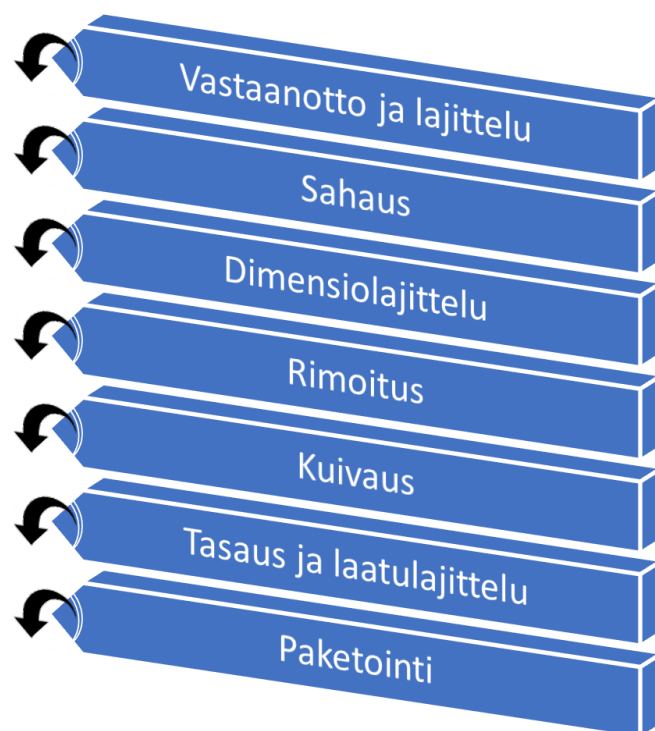 Vastaanotto ja lajittelu
Sahaus
Dimensiolajittelu
Rimoitus
Kuivaus
Tasaus ja laatulajittelu
Paketointi